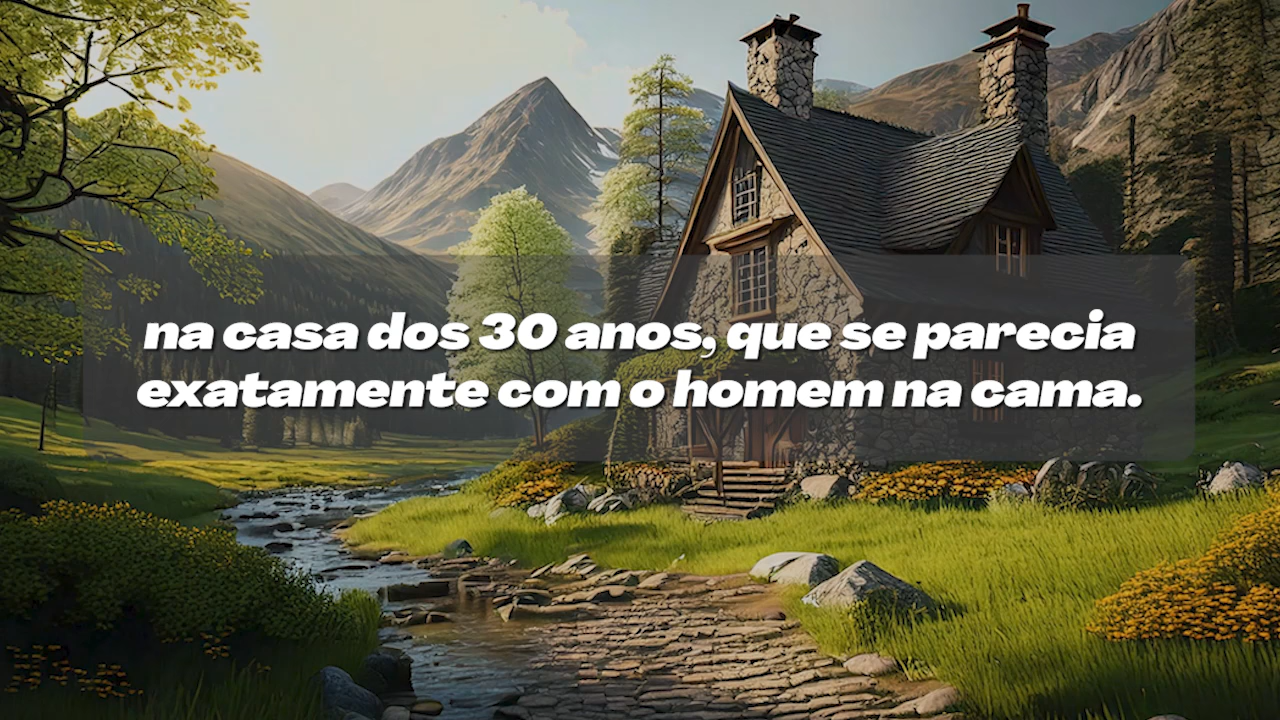 na casa dos 30 anos, que se parecia
exatamente com o homem na cama.